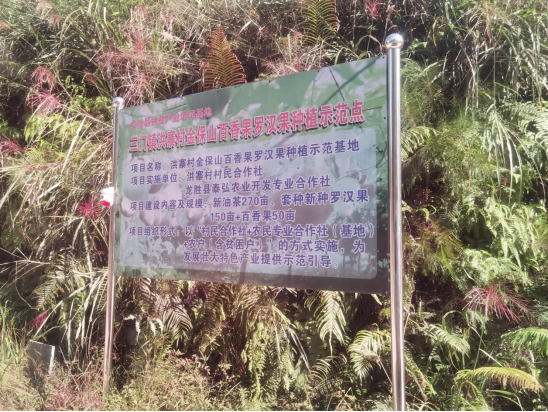 三门镇洪寨村金保山百香果罗汉果种植示范点
项目名称：洪寨村金保山百香果罗汉果种植示范基地
项目实施单位：洪寨村村民合作社
龙胜县泰弘农业开发专业合作社
项目建设内容及规模：新油茶270亩、套种新种罗汉果
150亩+百香果50亩
项目组织形式：以“村民合作社+农民专业合作社（基地）
+农户（含贫困户）”的方式实施，为
发展壮大特色产业提供示范引导